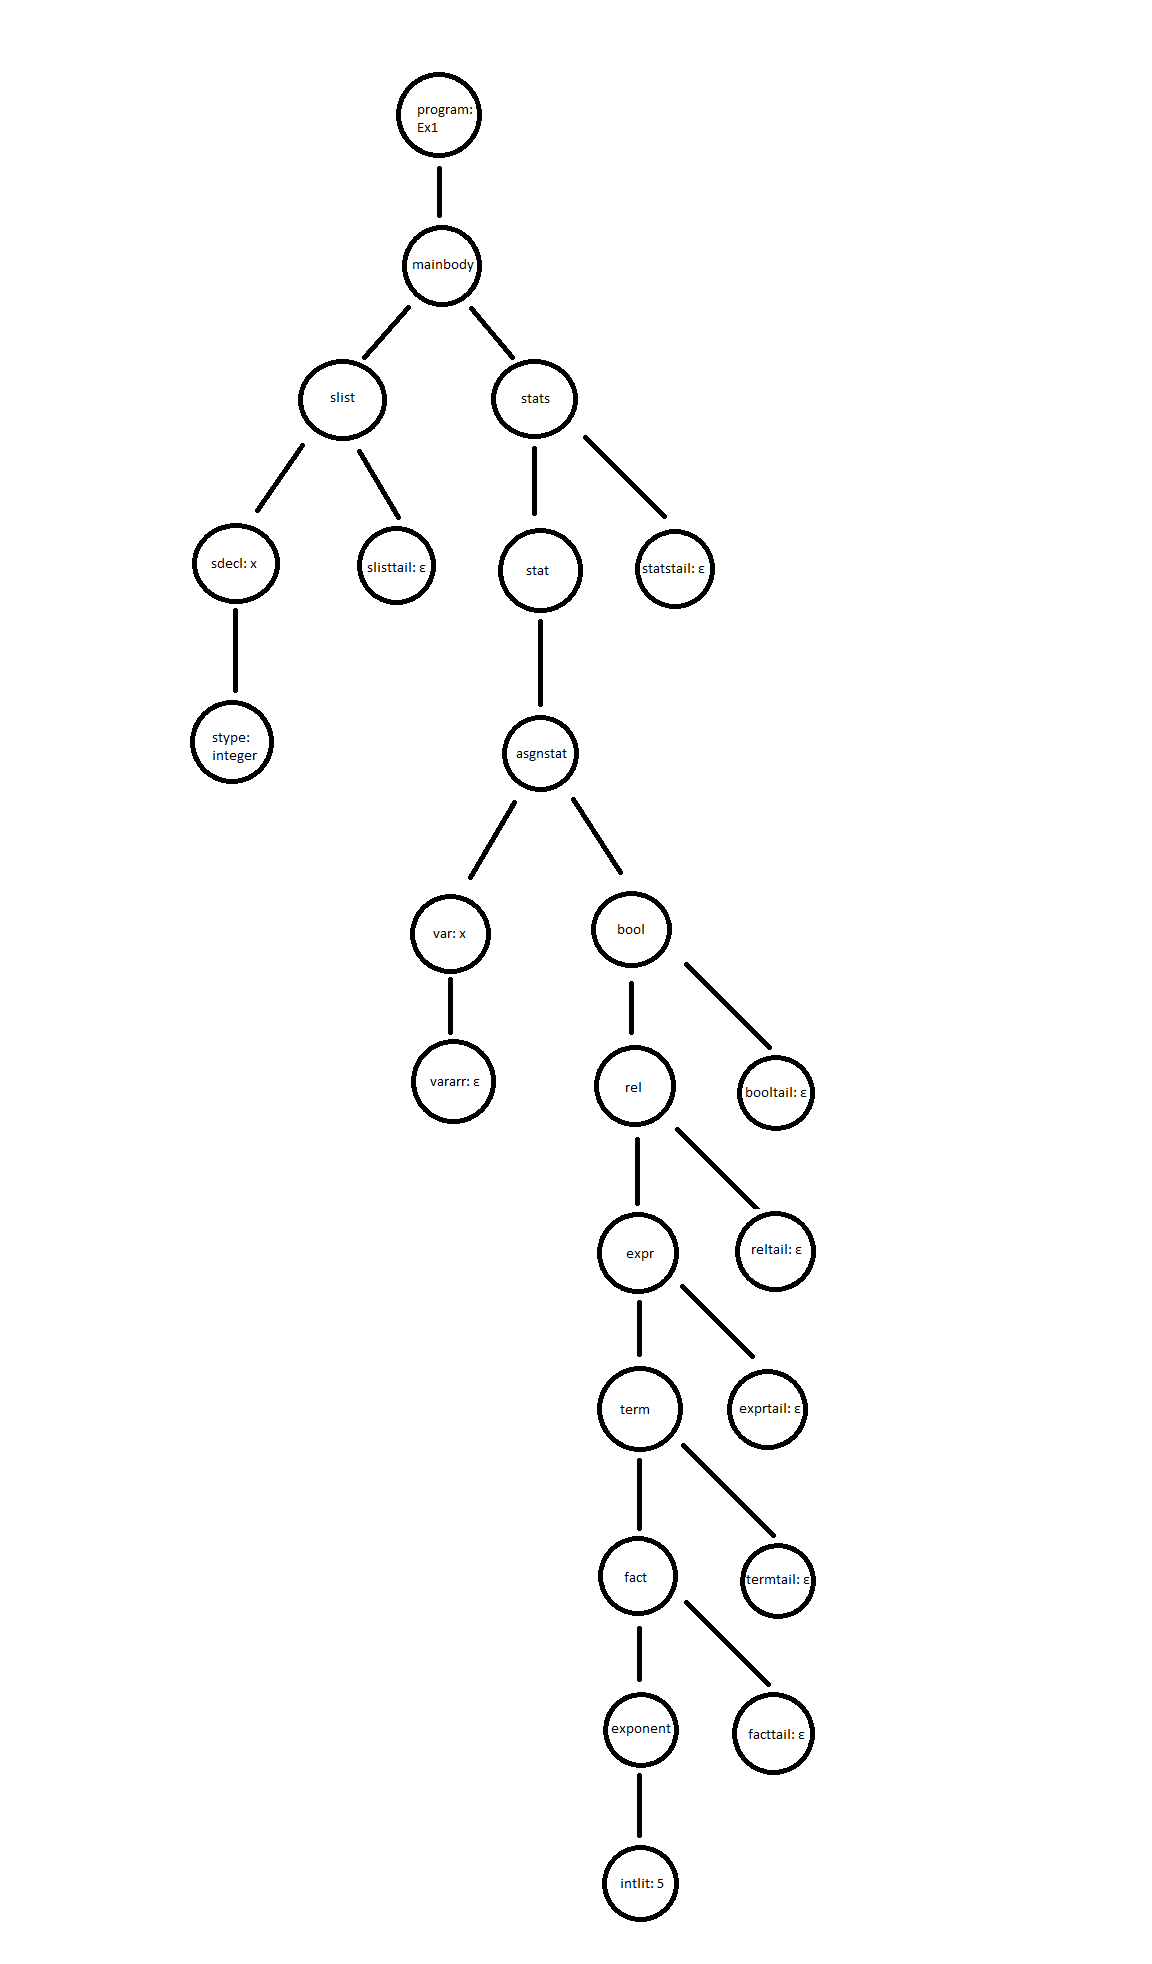 program:
Ex1
mainbody
slist
stats
sdecl: x
slisttail: ε
stat
statstail: ε
stype:
integer
asgnstat
var: x
bool
vararr: ε
rel
booltail: ε
expr
reltail: ε
term
exprtail: ε
fact
termtail: ε
exponent
facttail: ε
intlit: 5